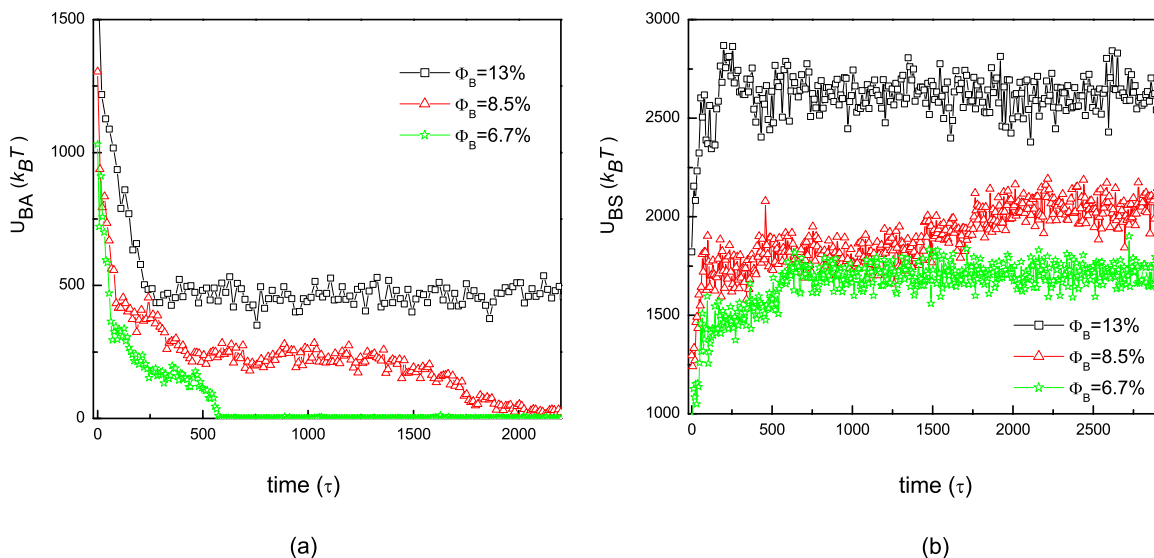 1500
1000
500
0
0 500 1000 1500 2000
U_BA (k_BT)
time (τ)
Φ_B=13%
Φ_B=8.5%
Φ_B=6.7%
(a)
3000
2500
2000
1500
1000
0 500 1000 1500 2000 2500
U_BS (k_BT)
time (τ)
Φ_B=13%
Φ_B=8.5%
Φ_B=6.7%
(b)